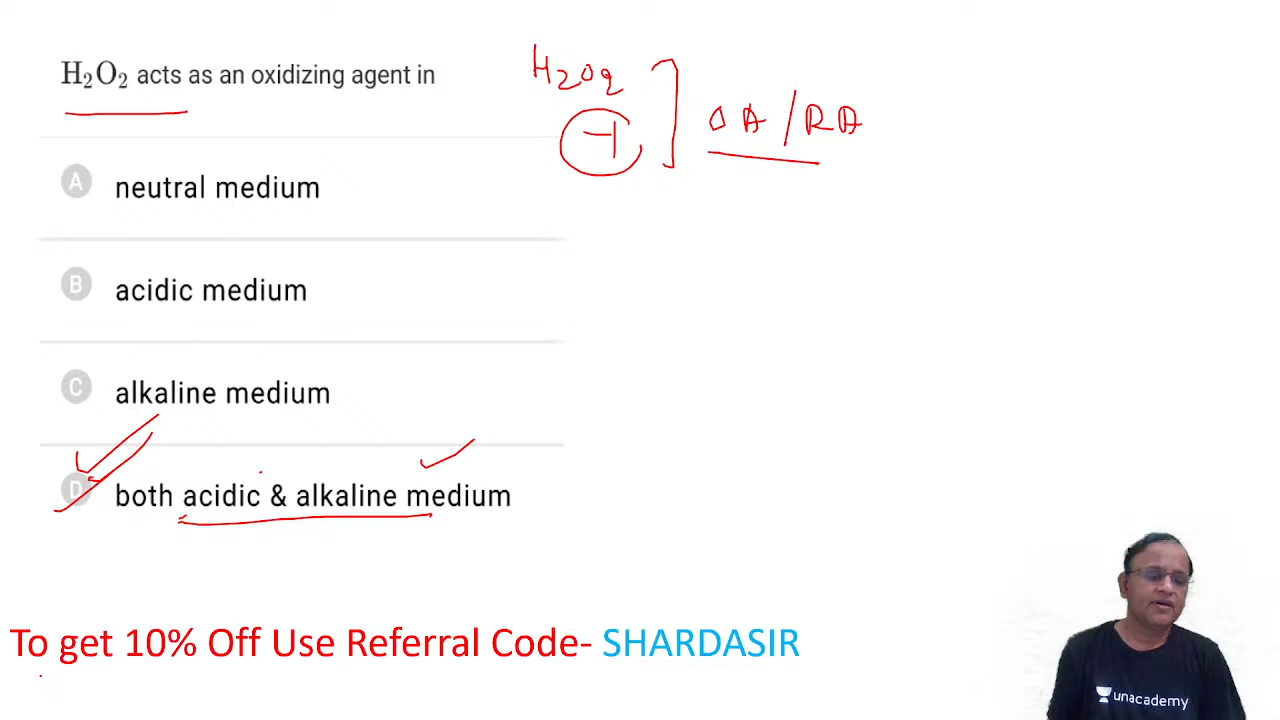 H₂O₂ acts as an oxidizing agent in
A neutral medium
B acidic medium
C alkaline medium
D both acidic & alkaline medium
H₂O₂
-1
OA/RA
To get 10% Off Use Referral Code- SHARDASIR
unacademy